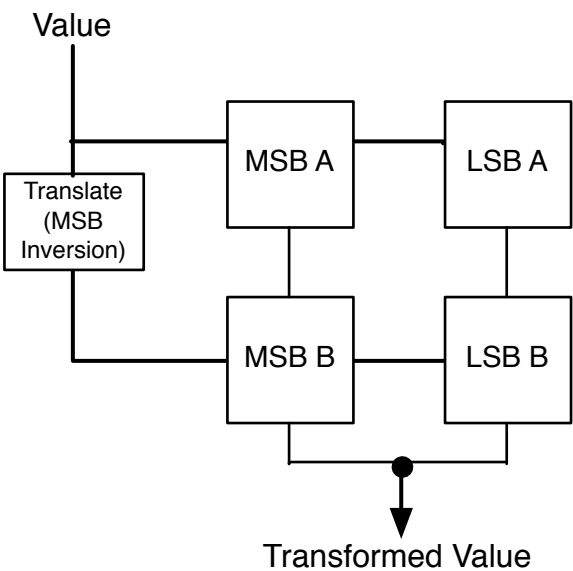 Value
MSB A
LSB A
Translate
(MSB
Inversion)
MSB B
LSB B
Transformed Value